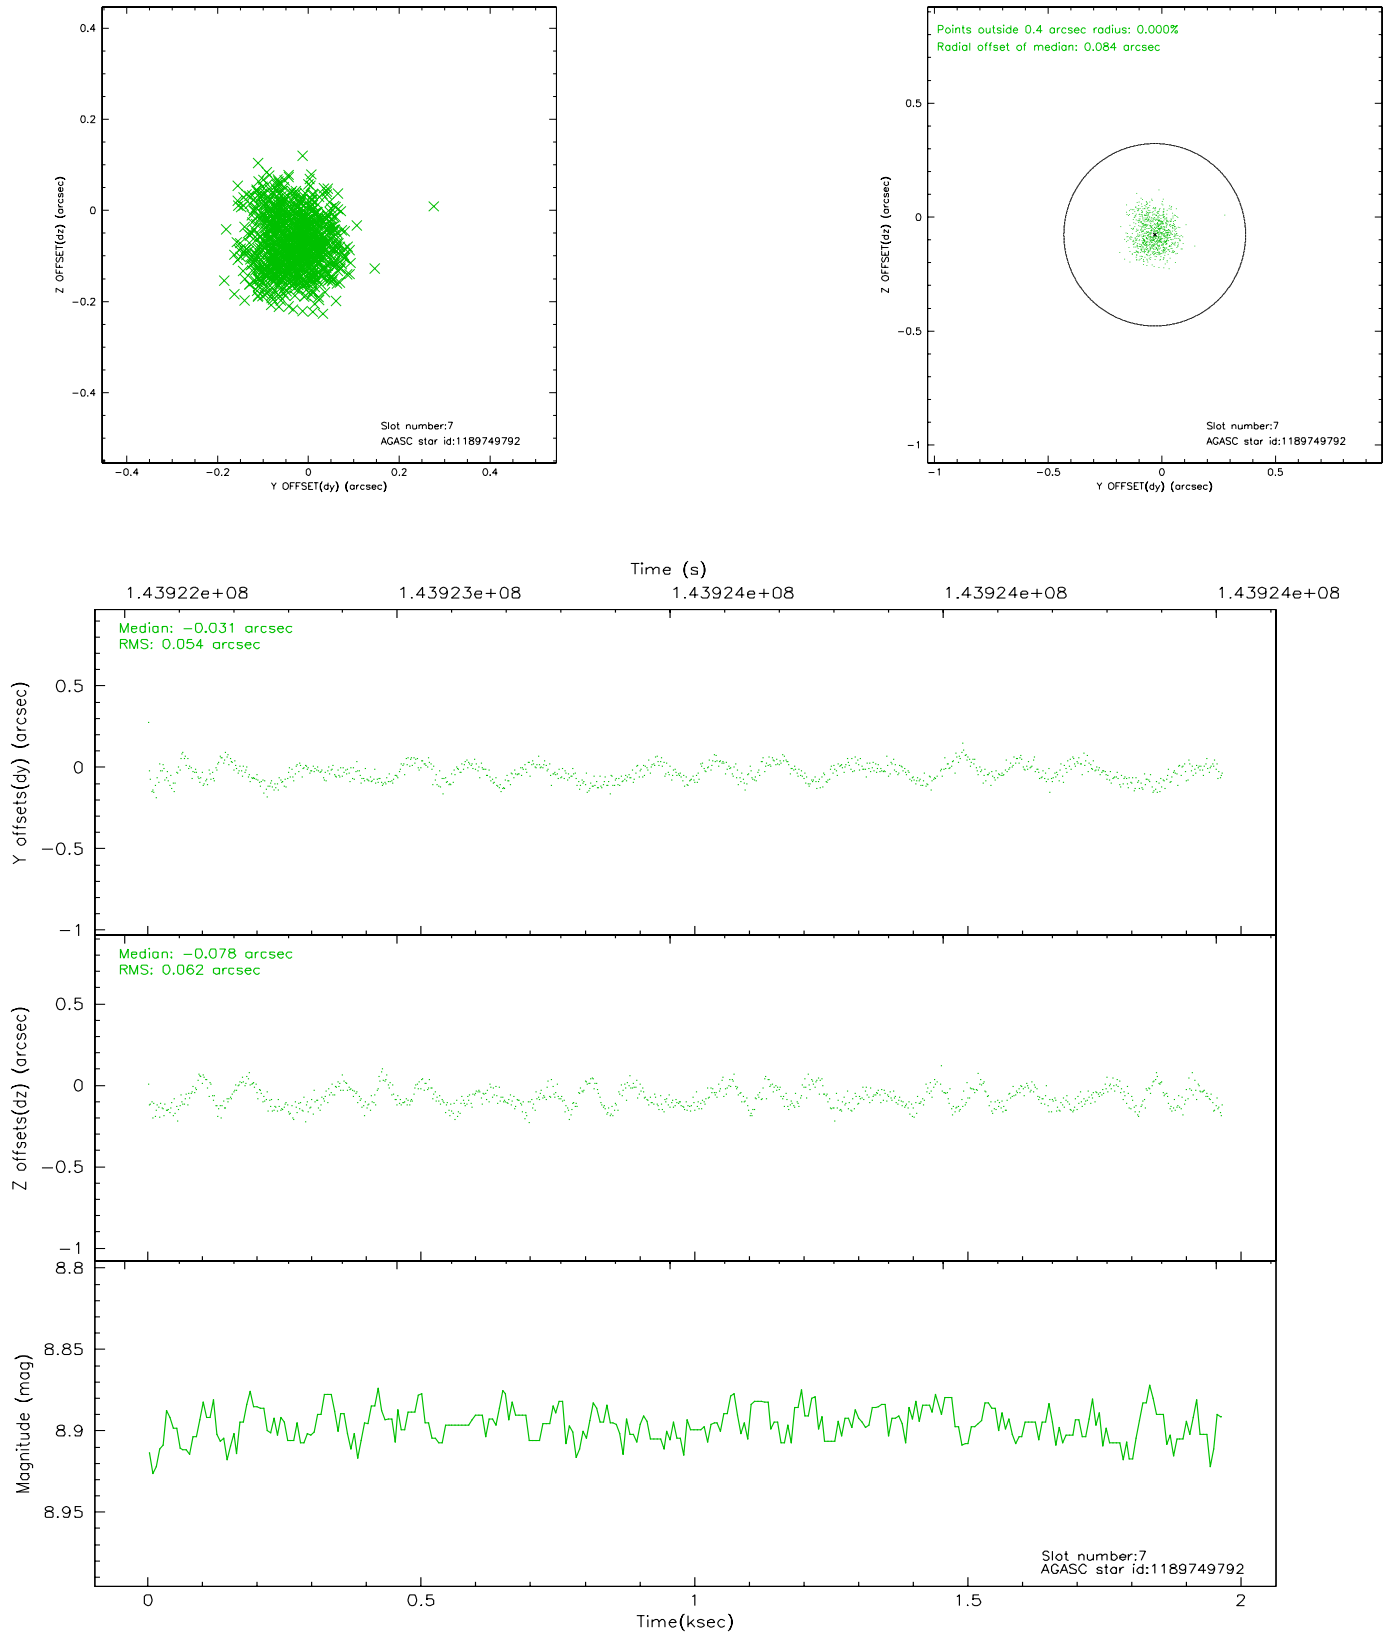 0.4
0.2
0
−0.2
−0.4
Z OFFSET(dz) (arcsec)
Slot number:7
AGASC star id:1189749792
−0.4 −0.2 0 0.2 0.4
Y OFFSET(dy) (arcsec)
Points outside 0.4 arcsec radius: 0.000%
Radial offset of median: 0.084 arcsec
0.5
0
−0.5
−1
Z OFFSET(dz) (arcsec)
Slot number:7
AGASC star id:1189749792
−1 −0.5 0 0.5
Y OFFSET(dy) (arcsec)
Time (s)
1.43922e+08 1.43923e+08 1.43924e+08 1.43924e+08 1.43924e+08
Median: −0.031 arcsec
RMS: 0.054 arcsec
0.5
0
−0.5
−1
Y offsets(dy) (arcsec)
Median: −0.078 arcsec
RMS: 0.062 arcsec
0.5
0
−0.5
−1
Z offsets(dz) (arcsec)
8.8
8.85
8.9
8.95
Magnitude (mag)
Slot number:7
AGASC star id:1189749792
0 0.5 1 1.5 2
Time(ksec)